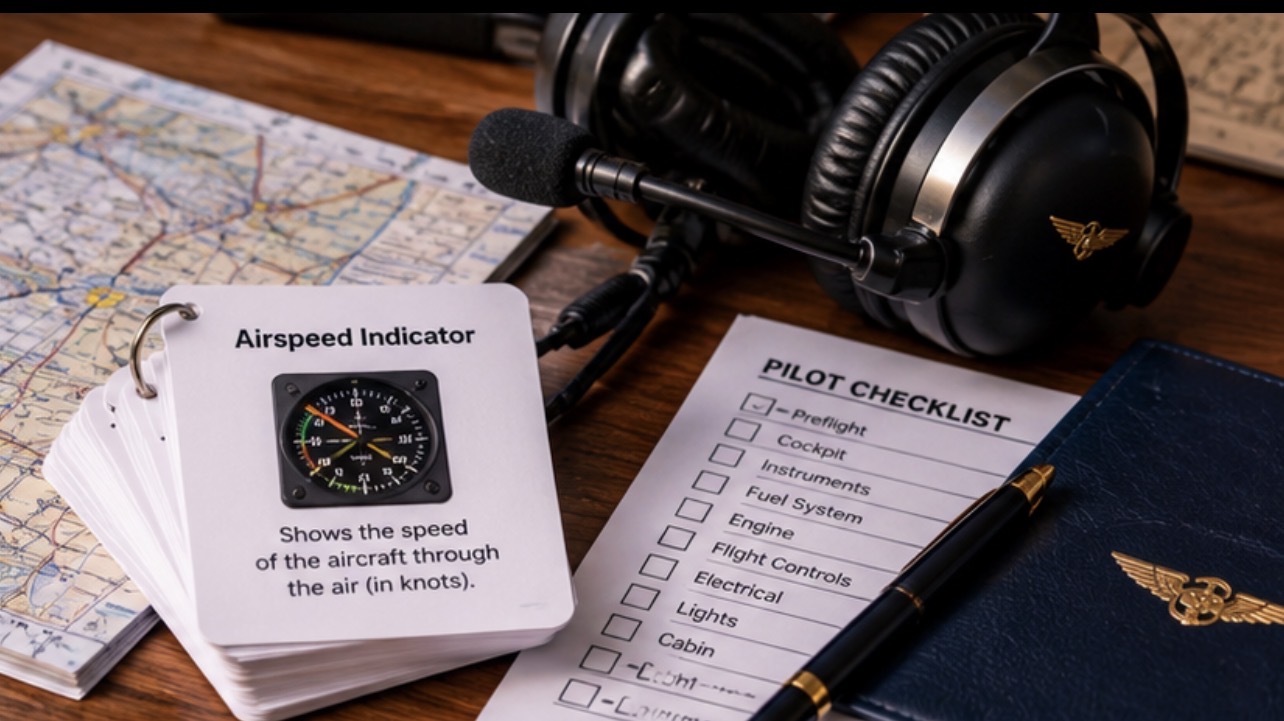 Airspeed Indicator
Shows the speed
of the aircraft through
the air (in knots).
PILOT CHECKLIST
Preflight
Cockpit
Instruments
Fuel System
Engine
Flight Controls
Electrical
Lights
Cabin